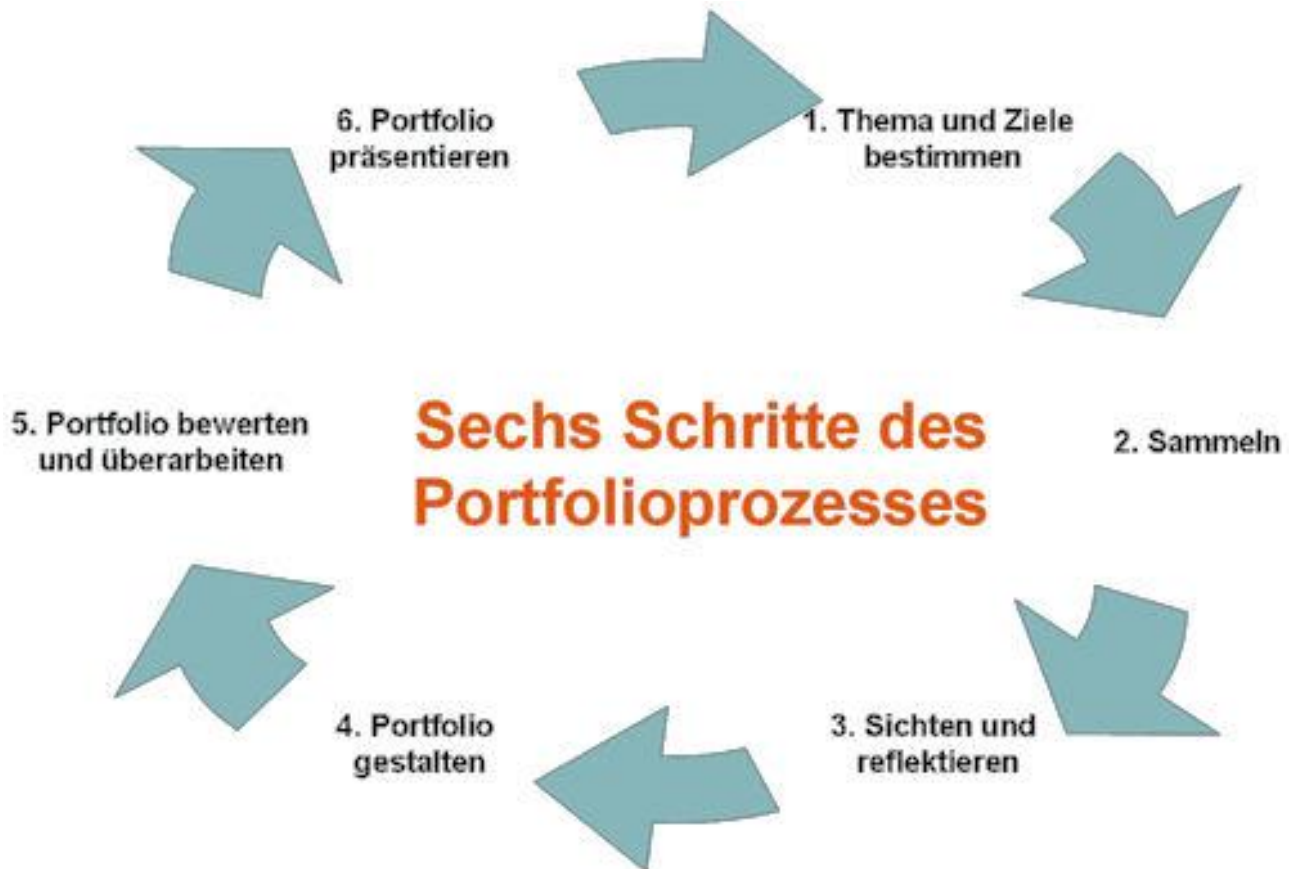 Sechs Schritte des
Portfolioprozesses
1. Thema und Ziele
bestimmen
2. Sammeln
3. Sichten und
reflektieren
4. Portfolio
gestalten
5. Portfolio bewerten
und überarbeiten
6. Portfolio
präsentieren